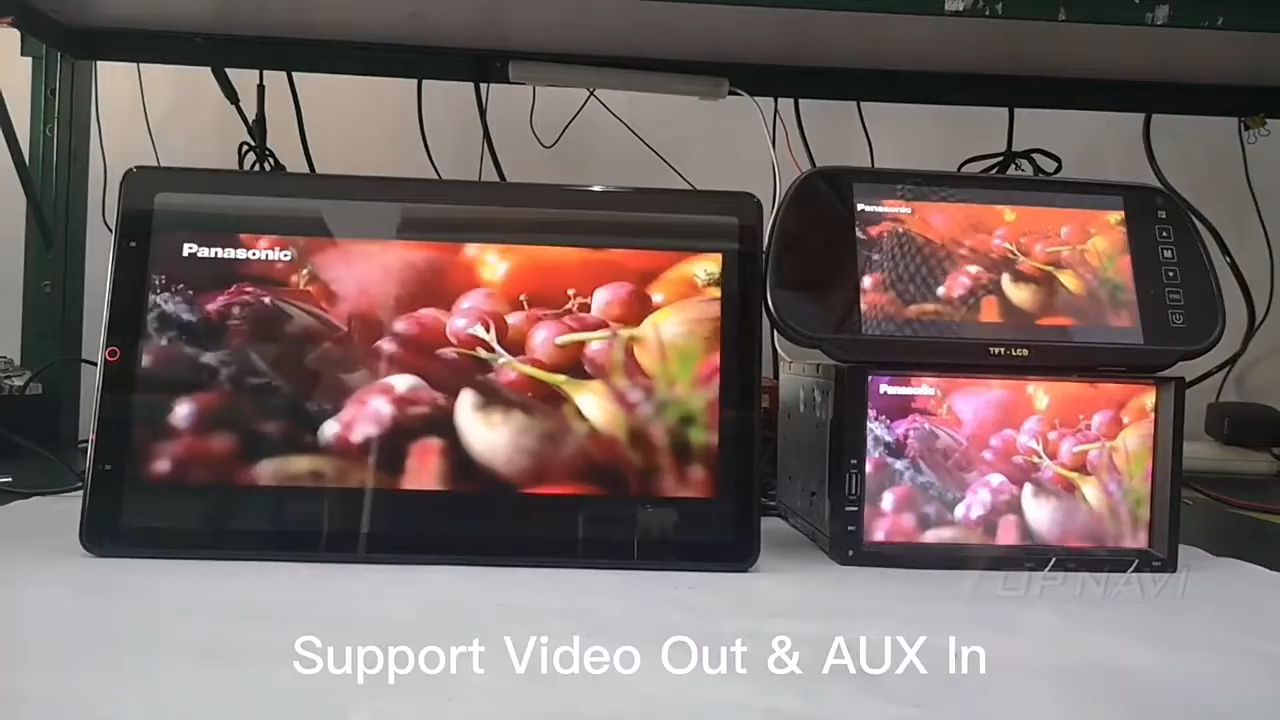 Panasonic
Panasonic
M
TFT-LCD
Panasonic
Support Video Out & AUX In